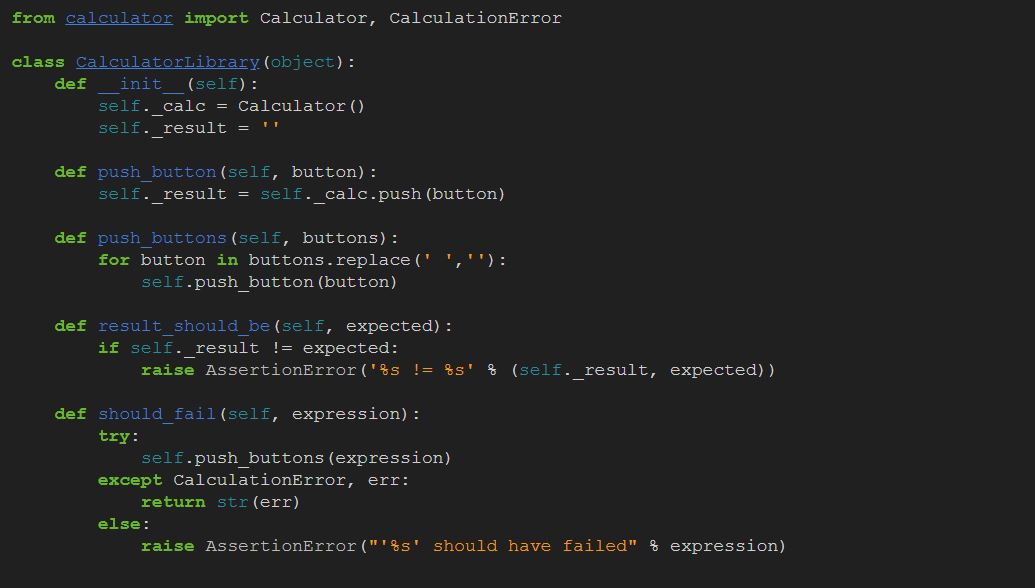 from calculator import Calculator, CalculationError

class CalculatorLibrary(object):
    def __init__(self):
        self._calc = Calculator()
        self._result = ''

    def push_button(self, button):
        self._result = self._calc.push(button)

    def push_buttons(self, buttons):
        for button in buttons.replace(' ',''):
            self.push_button(button)

    def result_should_be(self, expected):
        if self._result != expected:
            raise AssertionError('%s != %s' % (self._result, expected))

    def should_fail(self, expression):
        try:
            self.push_buttons(expression)
        except CalculationError, err:
            return str(err)
        else:
            raise AssertionError("'%s' should have failed" % expression)